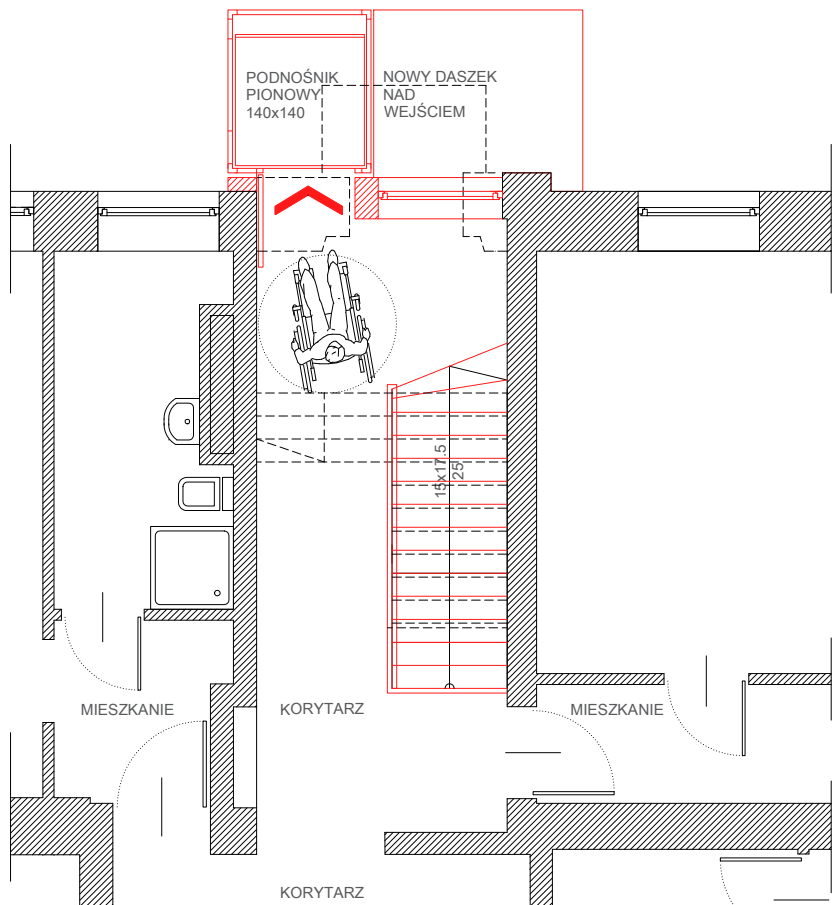 PODNOŚNIK
PIONOWY
140x140
NOWY DASZEK
NAD
WEJŚCIEM
15x17.5
25
MIESZKANIE
KORYTARZ
MIESZKANIE
KORYTARZ